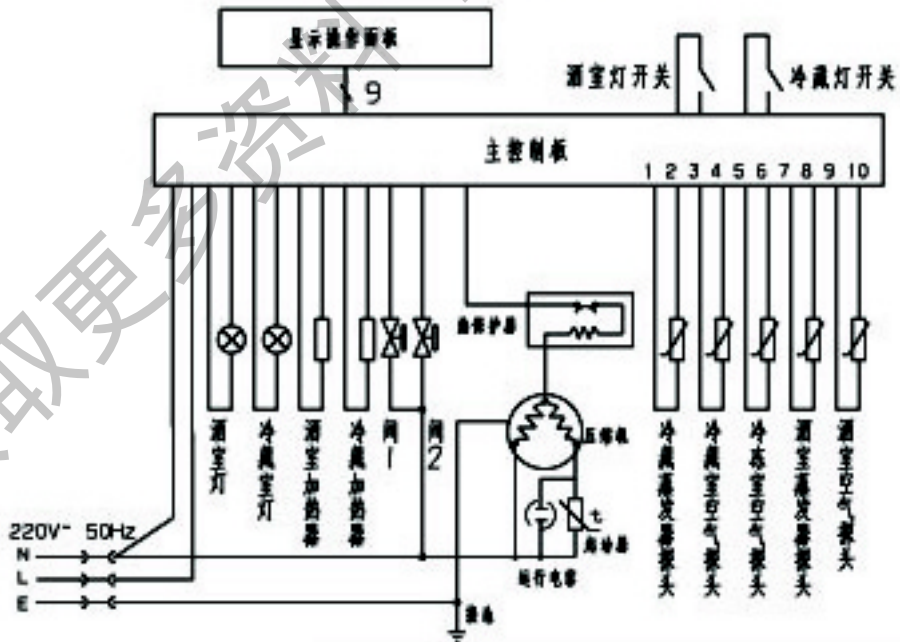 显示操作面板
9
酒室灯开关
冷藏灯开关
主控制板
1 2 3 4 5 6 7 8 9 10
热保护器
压缩机
酒室灯
冷藏室灯
酒室加热器
冷藏加热器
阀1
阀2
冷藏蒸发器探头
冷藏室空气探头
冷冻室空气探头
酒室蒸发器探头
酒室空气探头
t
启动器
运行电容
220V~ 50Hz
N
L
E
接地
取更多资料